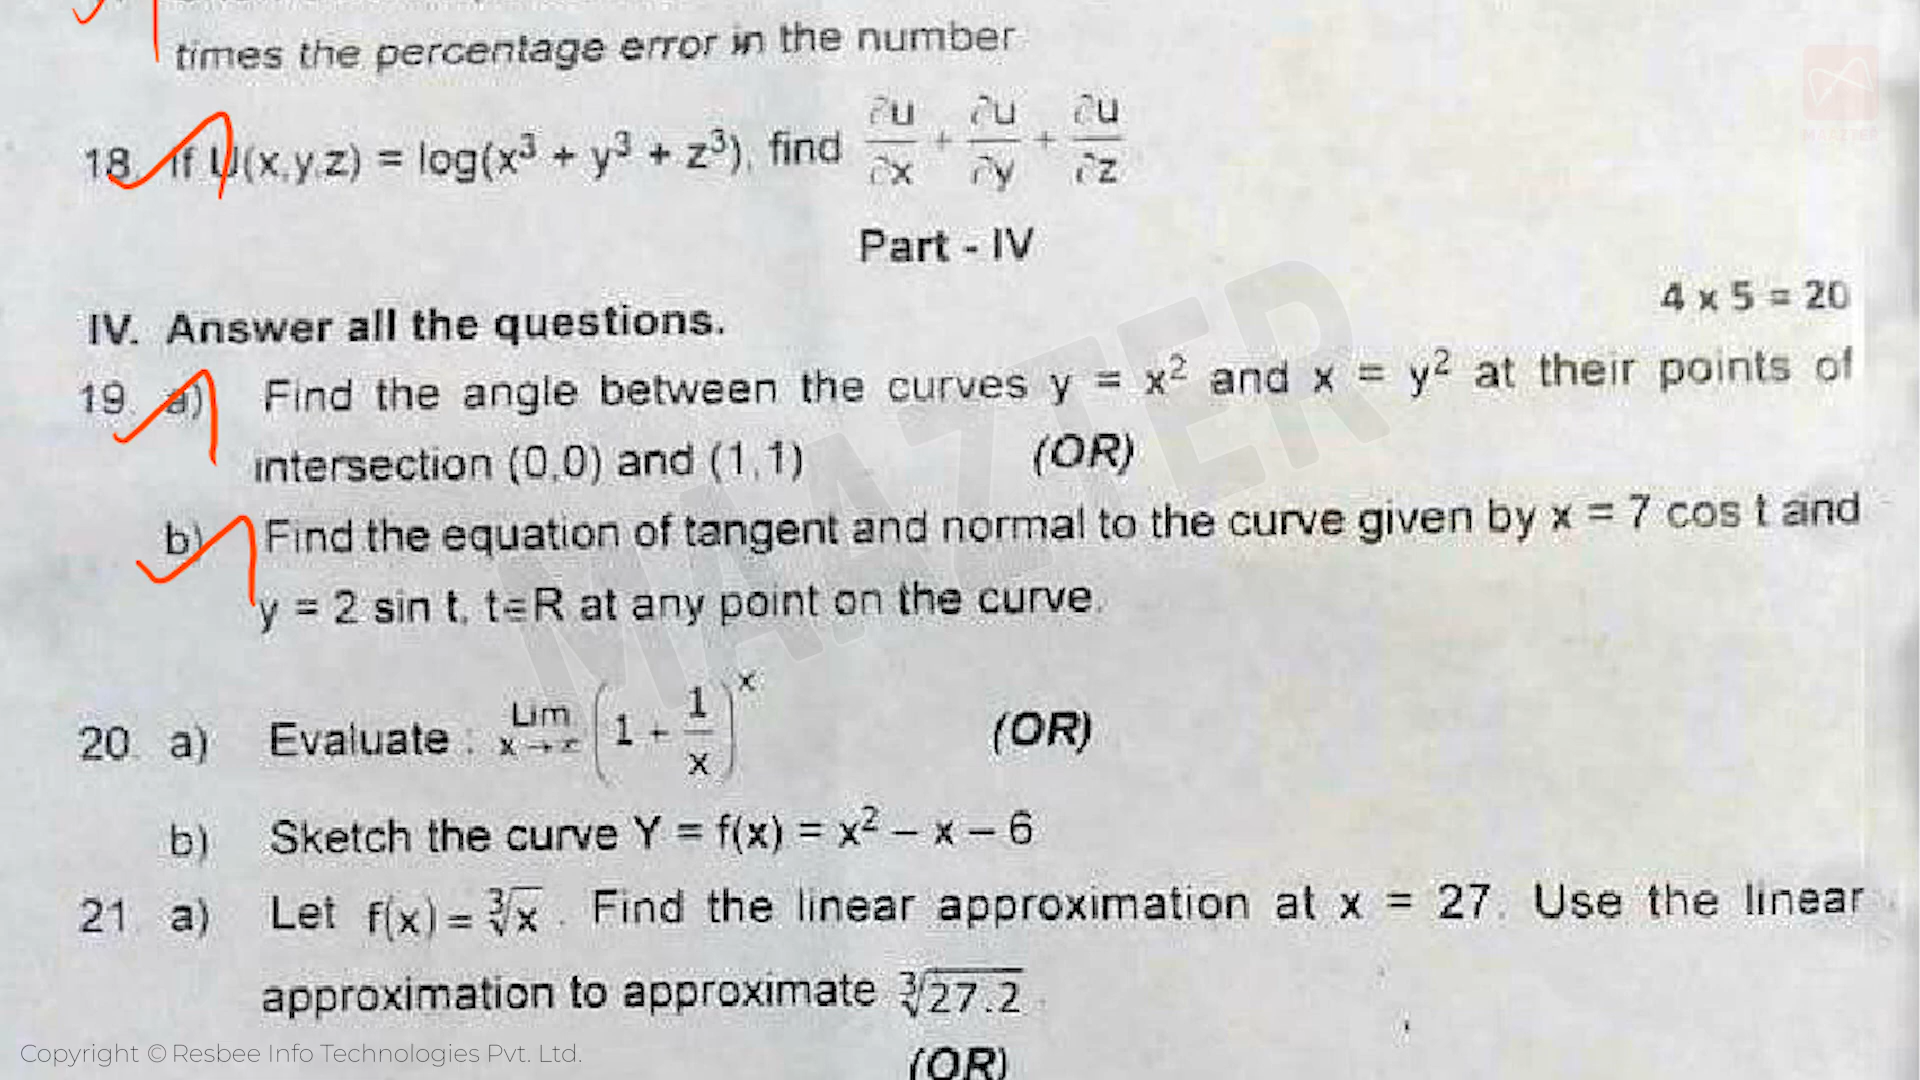 times the percentage error in the number
18. If U(x,y,z) = log(x³ + y³ + z³), find ∂u/∂x + ∂u/∂y + ∂u/∂z
Part - IV
4 x 5 = 20
IV. Answer all the questions.
19. a) Find the angle between the curves y = x² and x = y² at their points of
intersection (0,0) and (1,1) (OR)
b) Find the equation of tangent and normal to the curve given by x = 7 cos t and
y = 2 sin t, t∈R at any point on the curve.
20. a) Evaluate : Lim x→∞ (1 + 1/x)^x (OR)
b) Sketch the curve Y = f(x) = x² – x – 6
21. a) Let f(x) = ∛x . Find the linear approximation at x = 27. Use the linear
approximation to approximate ∛27.2
(OR)
MAAZTER
MAAZTER
Copyright © Resbee Info Technologies Pvt. Ltd.